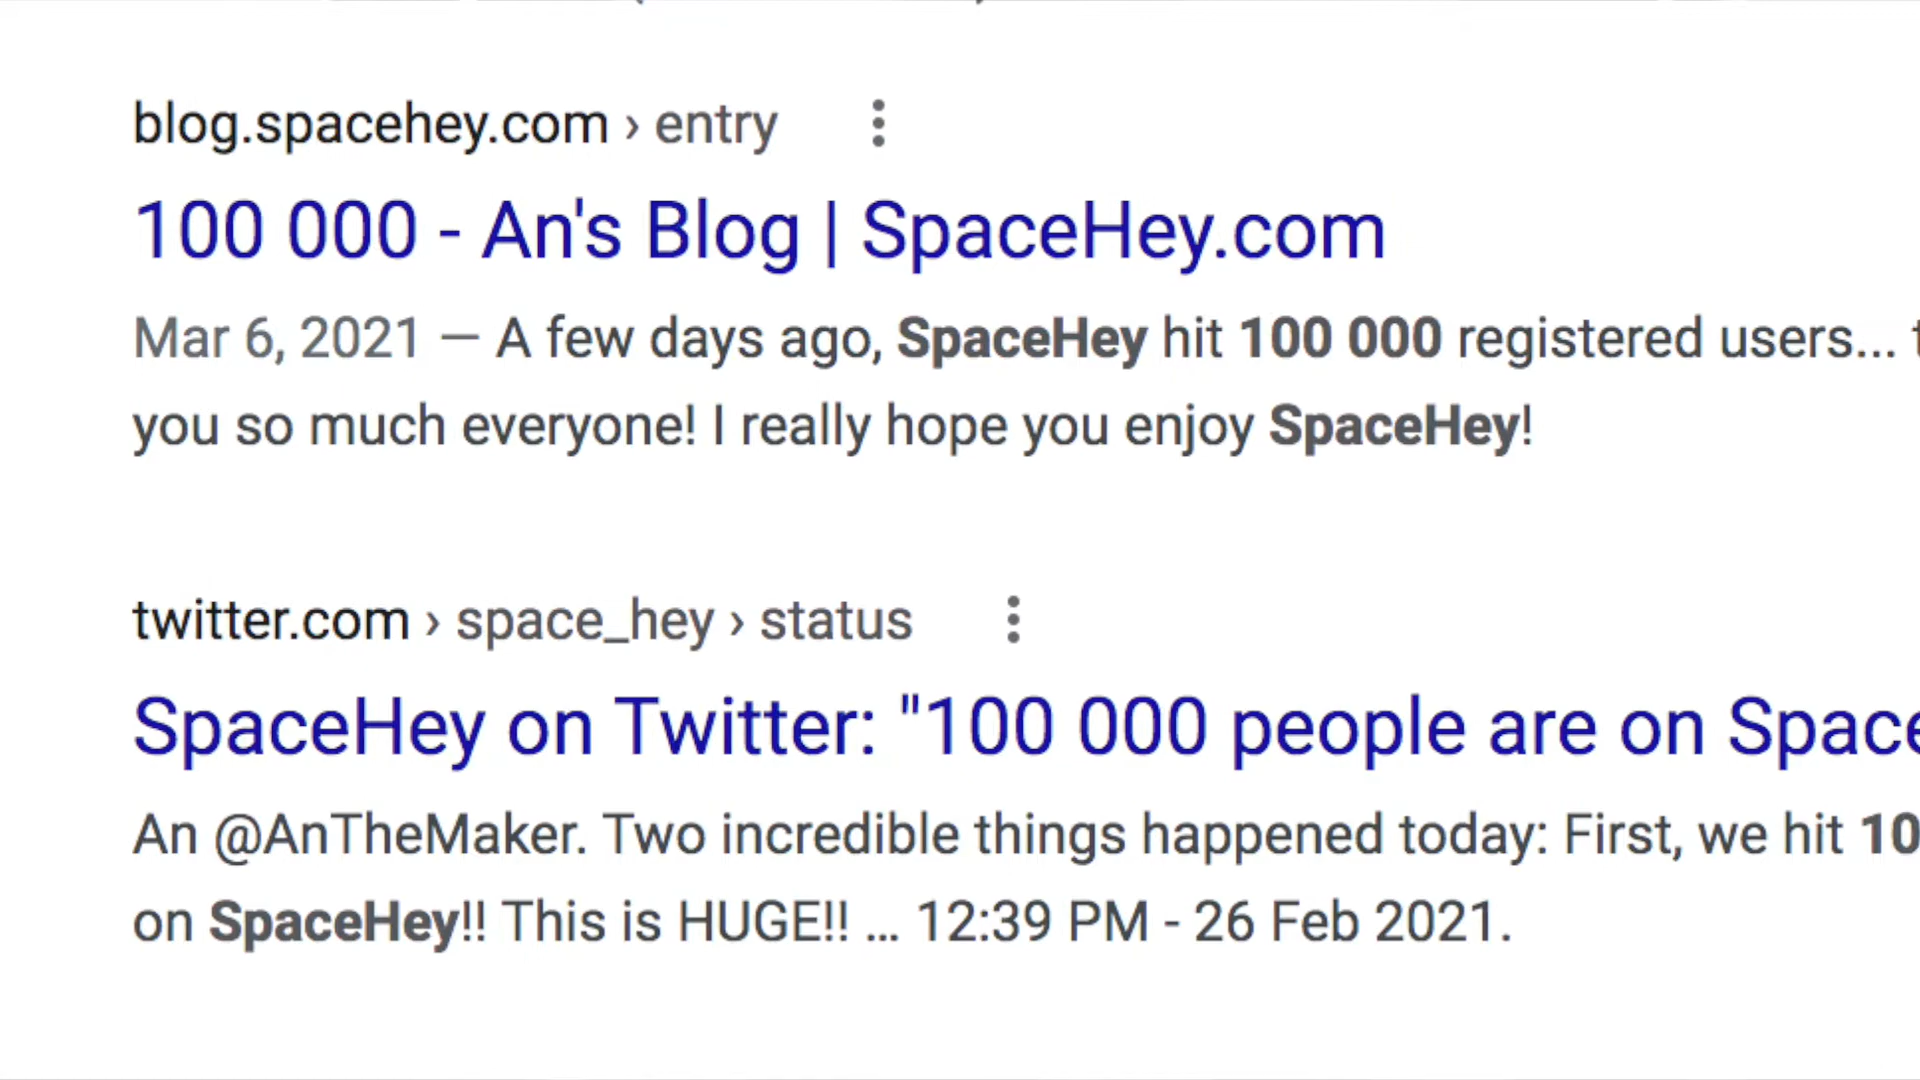 blog.spacehey.com › entry
100 000 - An's Blog | SpaceHey.com
Mar 6, 2021 — A few days ago, SpaceHey hit 100 000 registered users...
you so much everyone! I really hope you enjoy SpaceHey!
twitter.com › space_hey › status
SpaceHey on Twitter: "100 000 people are on Space
An @AnTheMaker. Two incredible things happened today: First, we hit 10
on SpaceHey!! This is HUGE!! ... 12:39 PM - 26 Feb 2021.